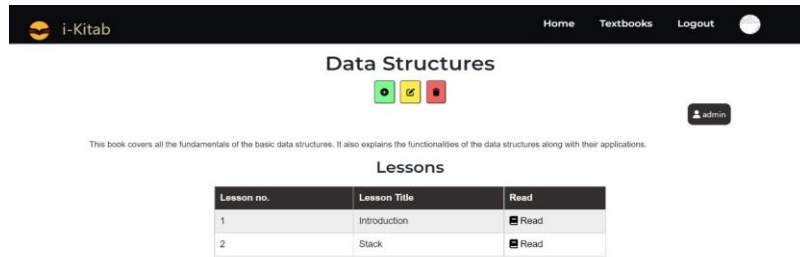 i-Kitab
Home Textbooks Logout
Data Structures
admin
This book covers all the fundamentals of the basic data structures. It also explains the functionalities of the data structures along with their applications.
Lessons
Lesson no. Lesson Title Read
1 Introduction Read
2 Stack Read